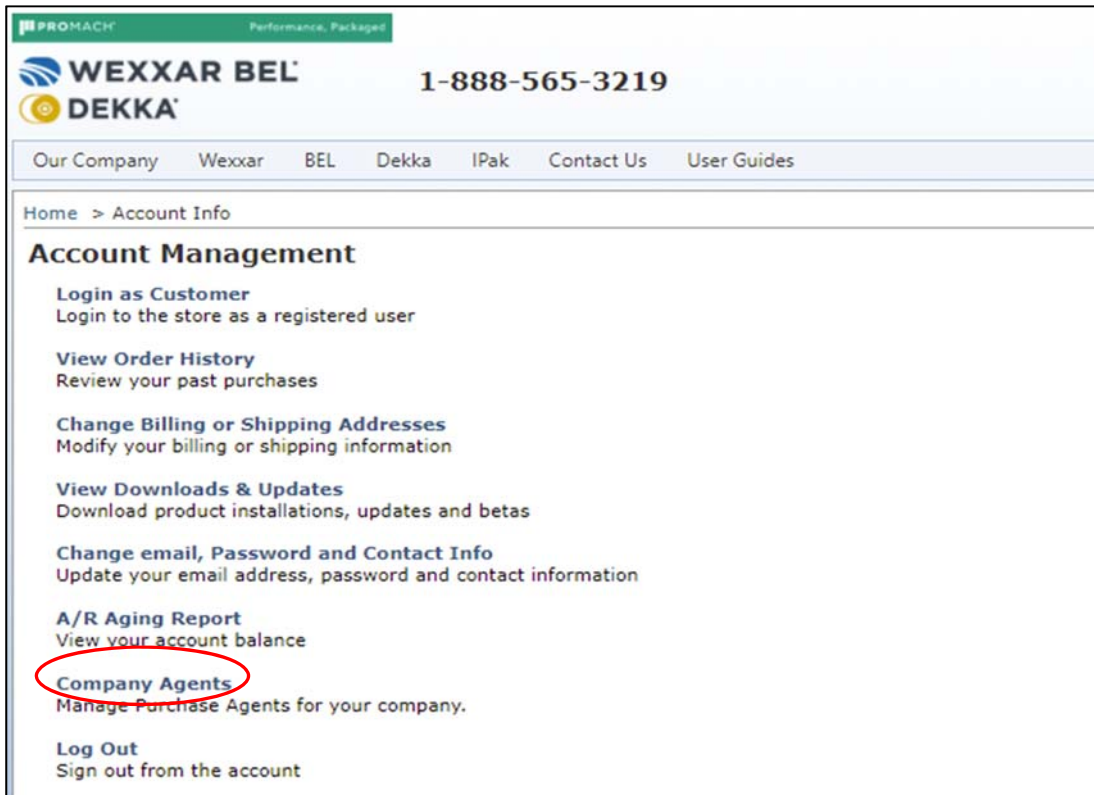 PROMACH Performance, Packaged
WEXXAR BEL
DEKKA
1-888-565-3219
Our Company Wexxar BEL Dekka IPak Contact Us User Guides
Home > Account Info
Account Management
Login as Customer
Login to the store as a registered user
View Order History
Review your past purchases
Change Billing or Shipping Addresses
Modify your billing or shipping information
View Downloads & Updates
Download product installations, updates and betas
Change email, Password and Contact Info
Update your email address, password and contact information
A/R Aging Report
View your account balance
Company Agents
Manage Purchase Agents for your company.
Log Out
Sign out from the account